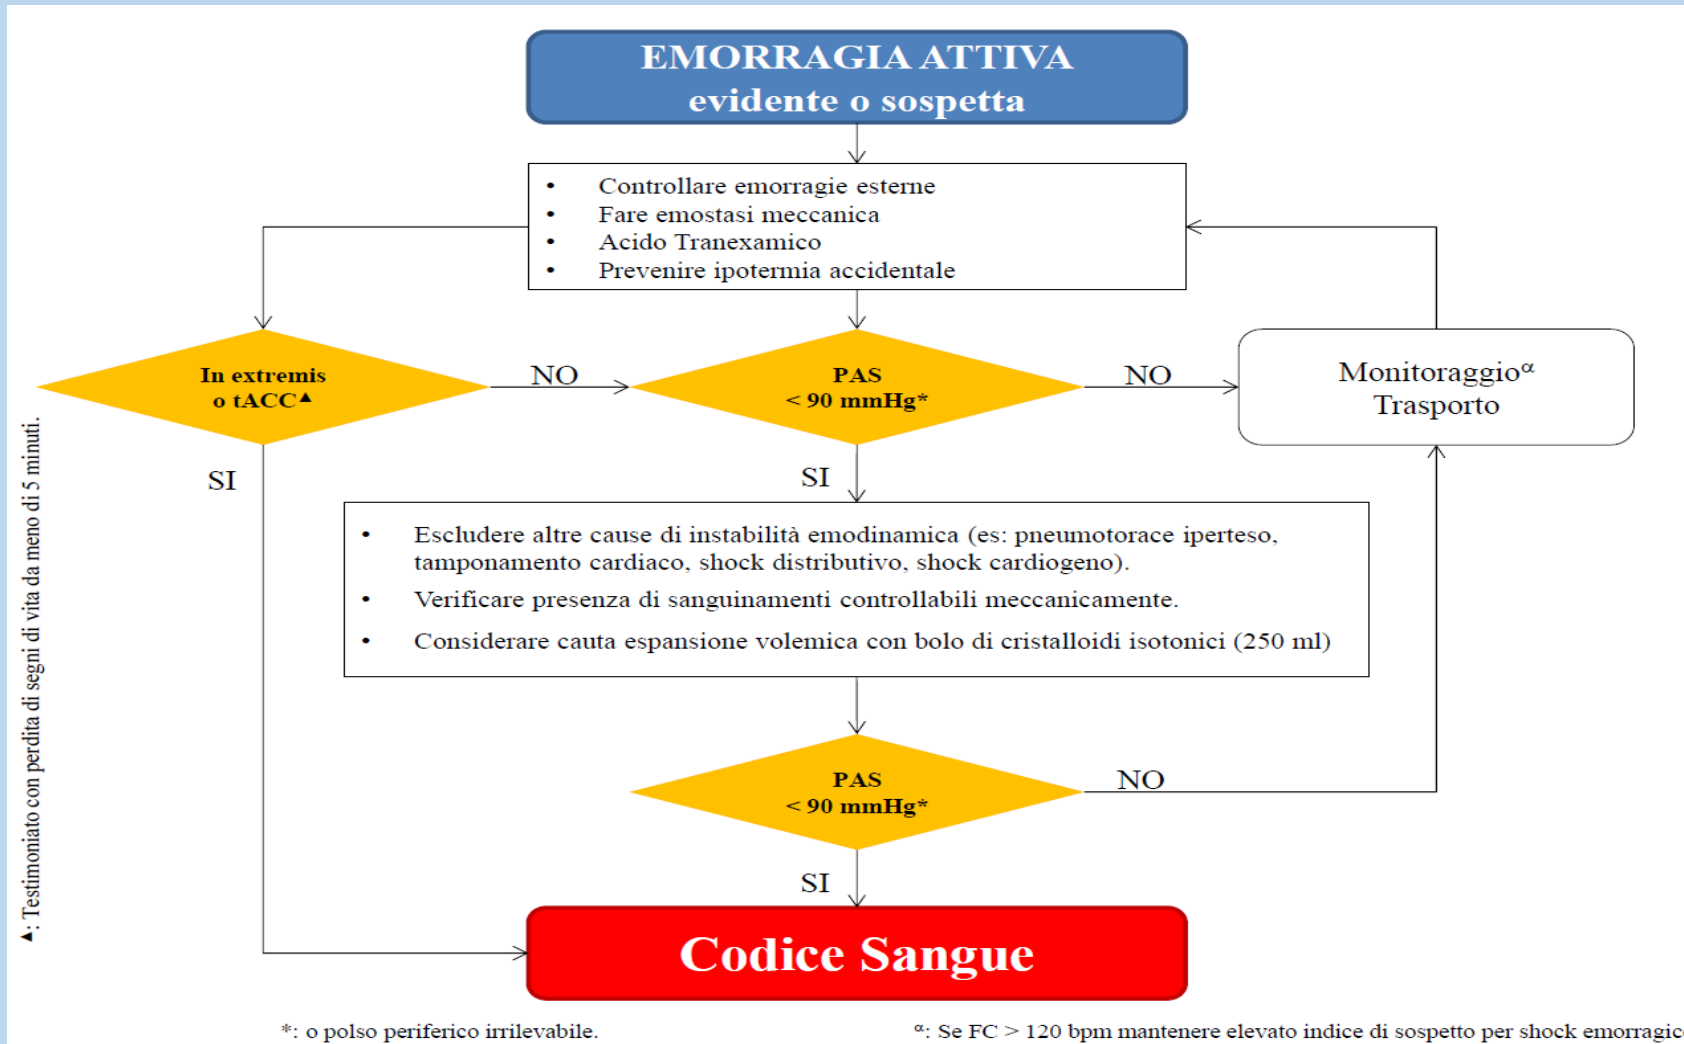 EMORRAGIA ATTIVA
evidente o sospetta
• Controllare emorragie esterne
• Fare emostasi meccanica
• Acido Tranexamico
• Prevenire ipotermia accidentale
In extremis
o tACC▲
NO
PAS
< 90 mmHg*
NO
Monitoraggioα
Trasporto
SI
SI
• Escludere altre cause di instabilità emodinamica (es: pneumotorace iperteso,
tamponamento cardiaco, shock distributivo, shock cardiogeno).
• Verificare presenza di sanguinamenti controllabili meccanicamente.
• Considerare cauta espansione volemica con bolo di cristalloidi isotonici (250 ml)
PAS
< 90 mmHg*
NO
SI
Codice Sangue
▲: Testimoniato con perdita di segni di vita da meno di 5 minuti.
*: o polso periferico irrilevabile.
α: Se FC > 120 bpm mantenere elevato indice di sospetto per shock emorragico